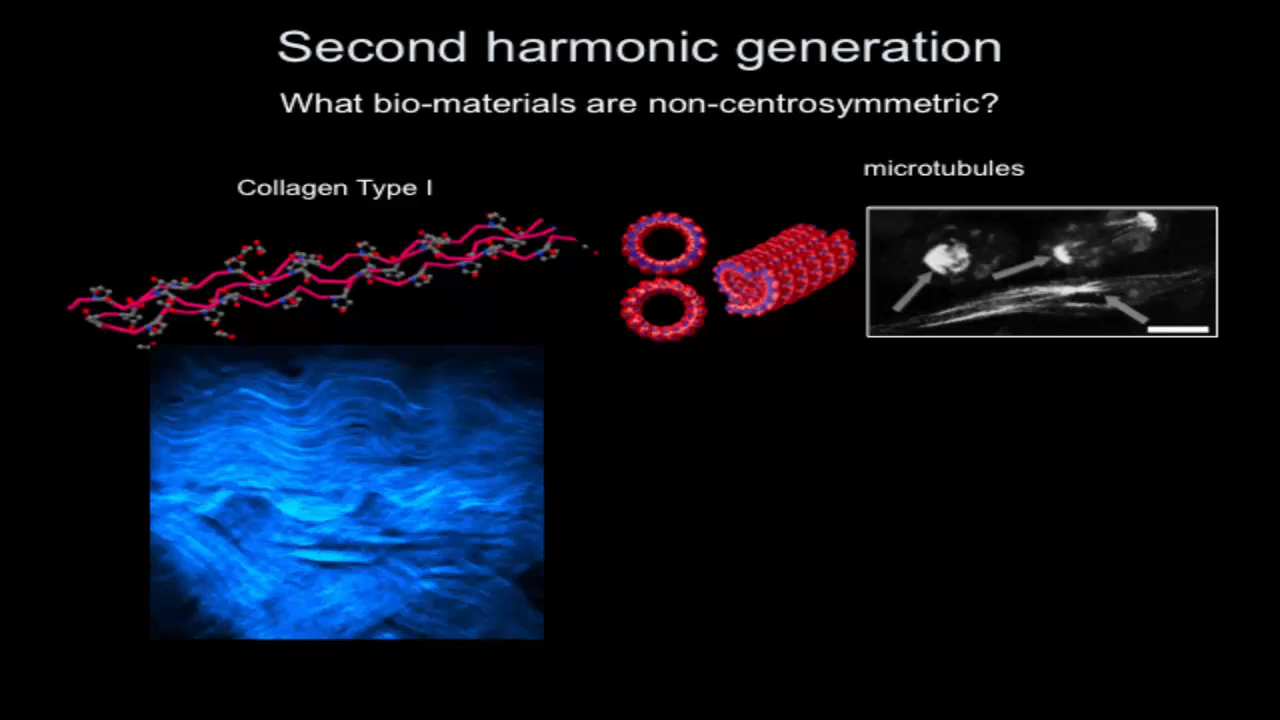 Second harmonic generation
What bio-materials are non-centrosymmetric?
microtubules
Collagen Type I